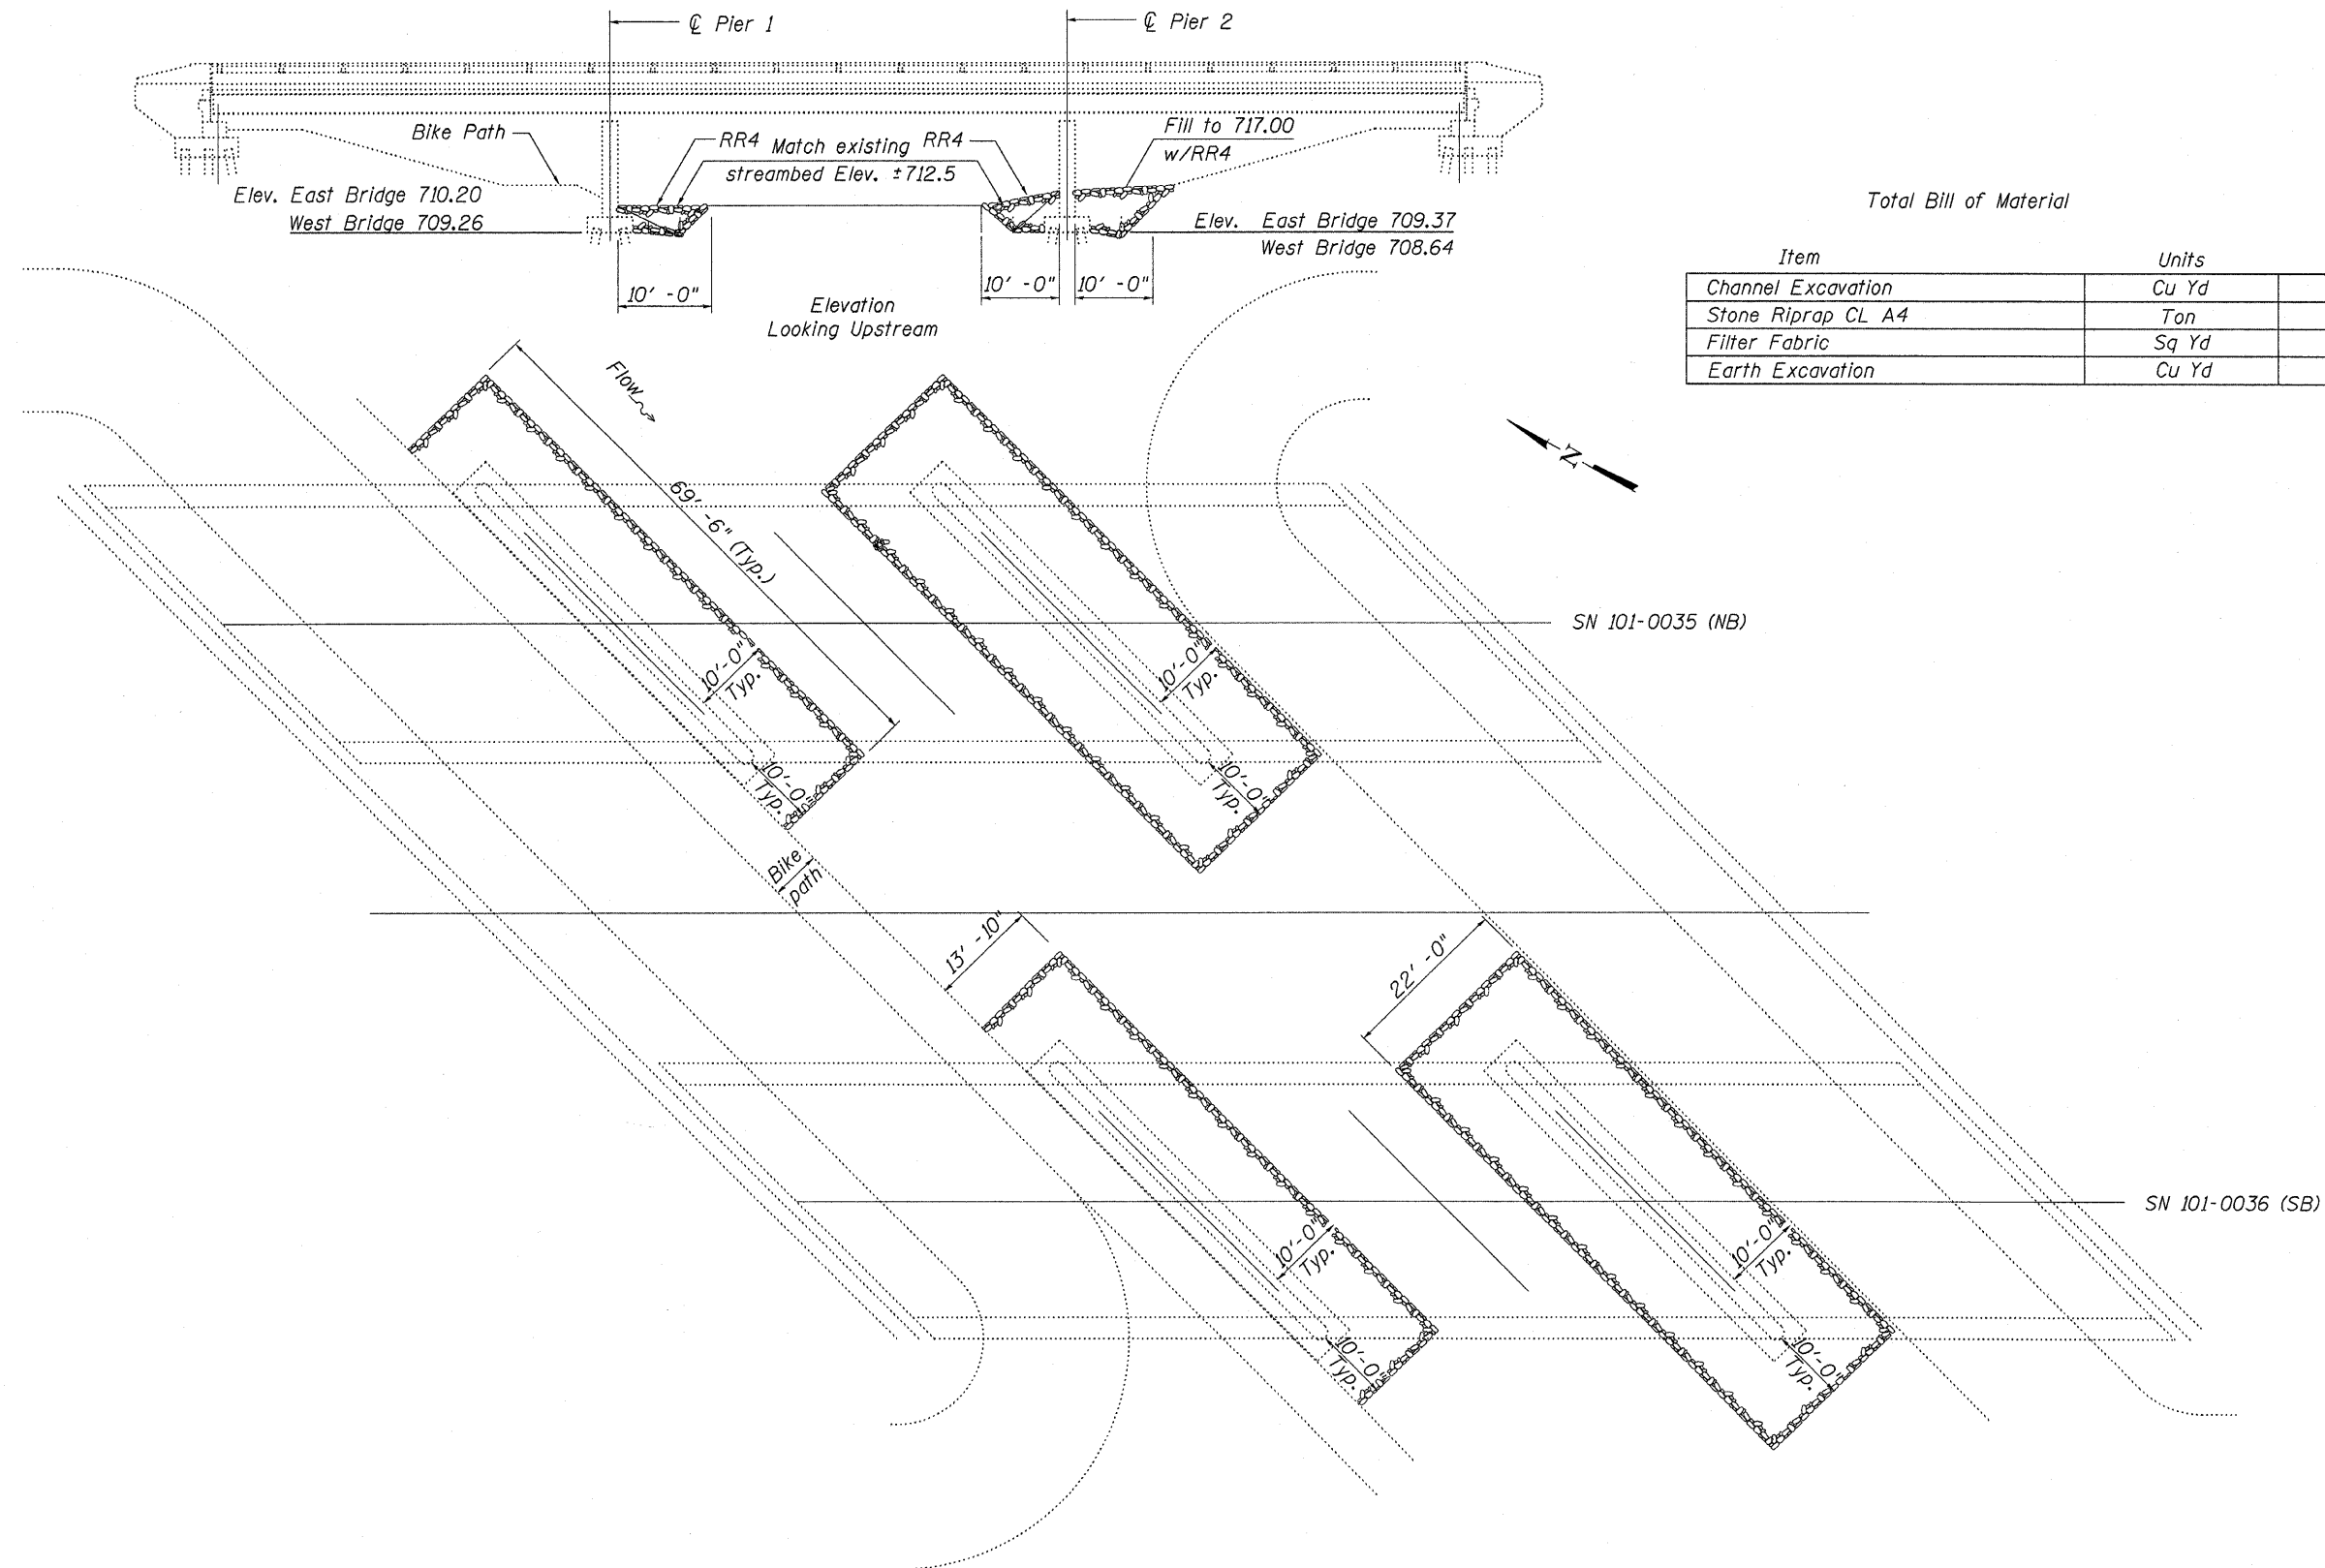 ℄ Pier 1
℄ Pier 2
Bike Path
RR4
Match existing
streambed Elev. ±712.5
RR4
Fill to 717.00
w/RR4
Elev. East Bridge 710.20
West Bridge 709.26
Elev. East Bridge 709.37
West Bridge 708.64
10' -0"
10' -0"
10' -0"
Elevation
Looking Upstream
Total Bill of Material
Item Units
Channel Excavation Cu Yd
Stone Riprap CL A4 Ton
Filter Fabric Sq Yd
Earth Excavation Cu Yd
Flow
69' -6" (Typ.)
N
SN 101-0035 (NB)
10'-0"
Typ.
10'-0"
Typ.
10'-0"
Typ.
10'-0"
Typ.
Bike
path
13' -10"
22' -0"
SN 101-0036 (SB)
10'-0"
Typ.
10'-0"
Typ.
10'-0"
Typ.
10'-0"
Typ.